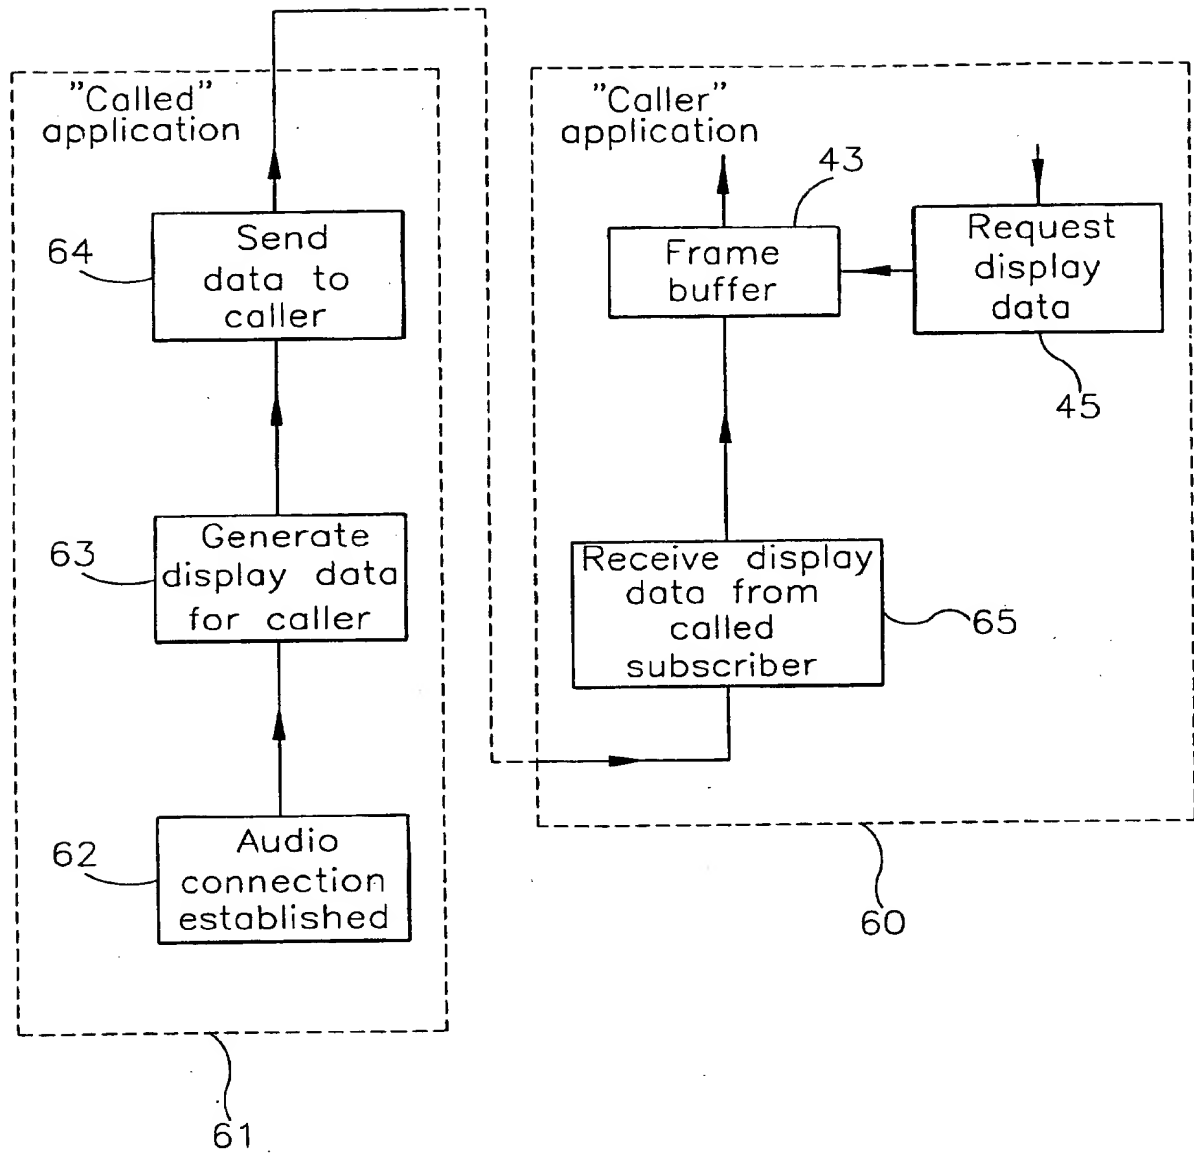 "Called"
application
64
Send
data to
caller
63
Generate
display data
for caller
62
Audio
connection
established
61
"Caller"
application
43
Frame
buffer
Request
display
data
45
Receive display
data from
called
subscriber
65
60